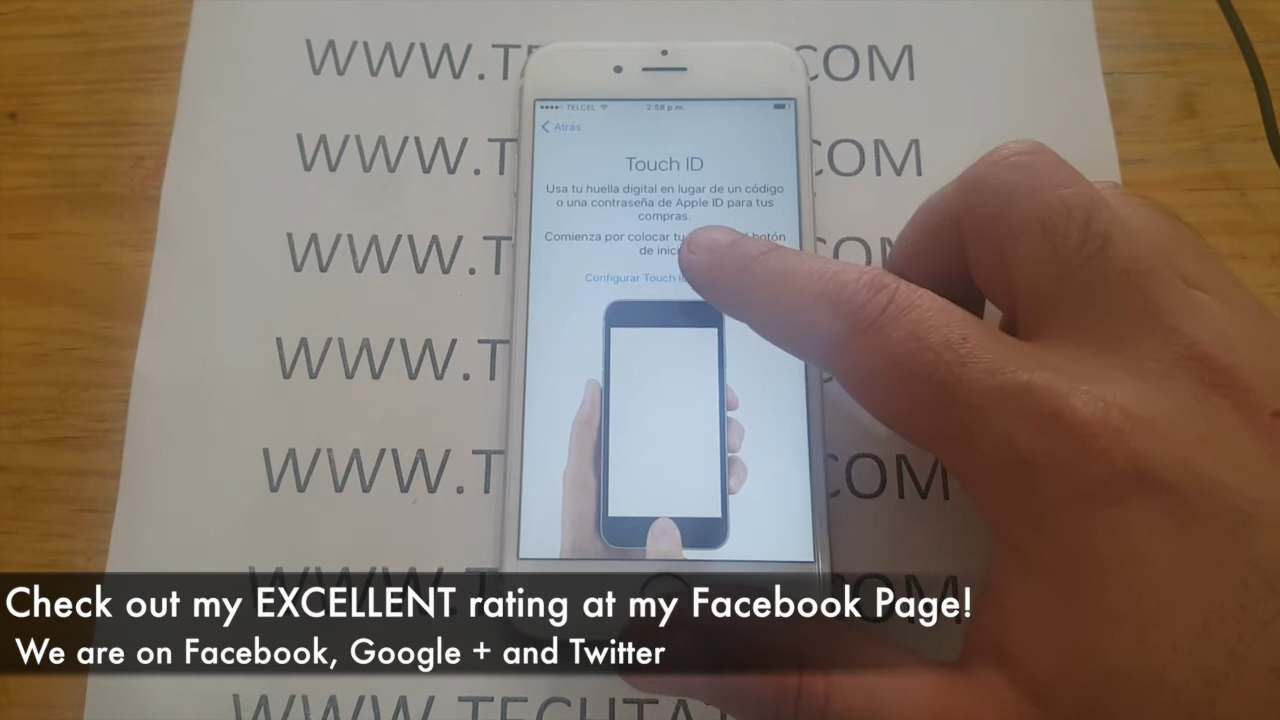 WWW.T COM
TELCEL 2:58 p.m.
Atrás
WWW.T COM
Touch ID
Usa tu huella digital en lugar de un código
o una contraseña de Apple ID para tus
compras.
Comienza por colocar tu botón
de
WWW.T COM
Configurar Touch
WWW.T
WWW.T COM
Check out my EXCELLENT rating at my Facebook Page!
We are on Facebook, Google + and Twitter
WWW.TECHTA